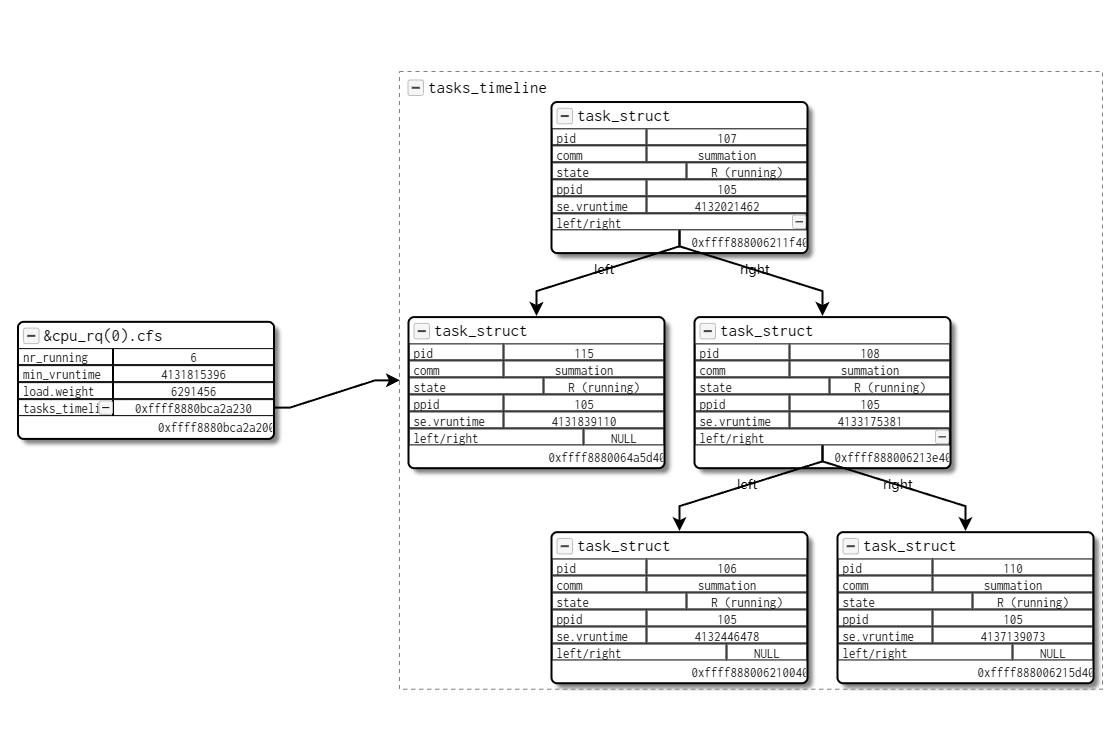 tasks_timeline
task_struct
pid 107
comm summation
state R (running)
ppid 105
se.vruntime 4132021462
left/right
0xffff888006211f40
left right
&cpu_rq(0).cfs
nr_running 6
min_vruntime 4131815396
load.weight 6291456
tasks_timeli 0xffff8880bca2a230
0xffff8880bca2a200
task_struct
pid 115
comm summation
state R (running)
ppid 105
se.vruntime 4131839110
left/right NULL
0xffff8880064a5d40
task_struct
pid 108
comm summation
state R (running)
ppid 105
se.vruntime 4133175381
left/right
0xffff888006213e40
left right
task_struct
pid 106
comm summation
state R (running)
ppid 105
se.vruntime 4132446478
left/right NULL
0xffff888006210040
task_struct
pid 110
comm summation
state R (running)
ppid 105
se.vruntime 4137139073
left/right NULL
0xffff888006215d40